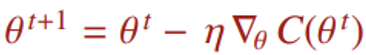 θ^{t+1} = θ^t − η ∇_θ C(θ^t)